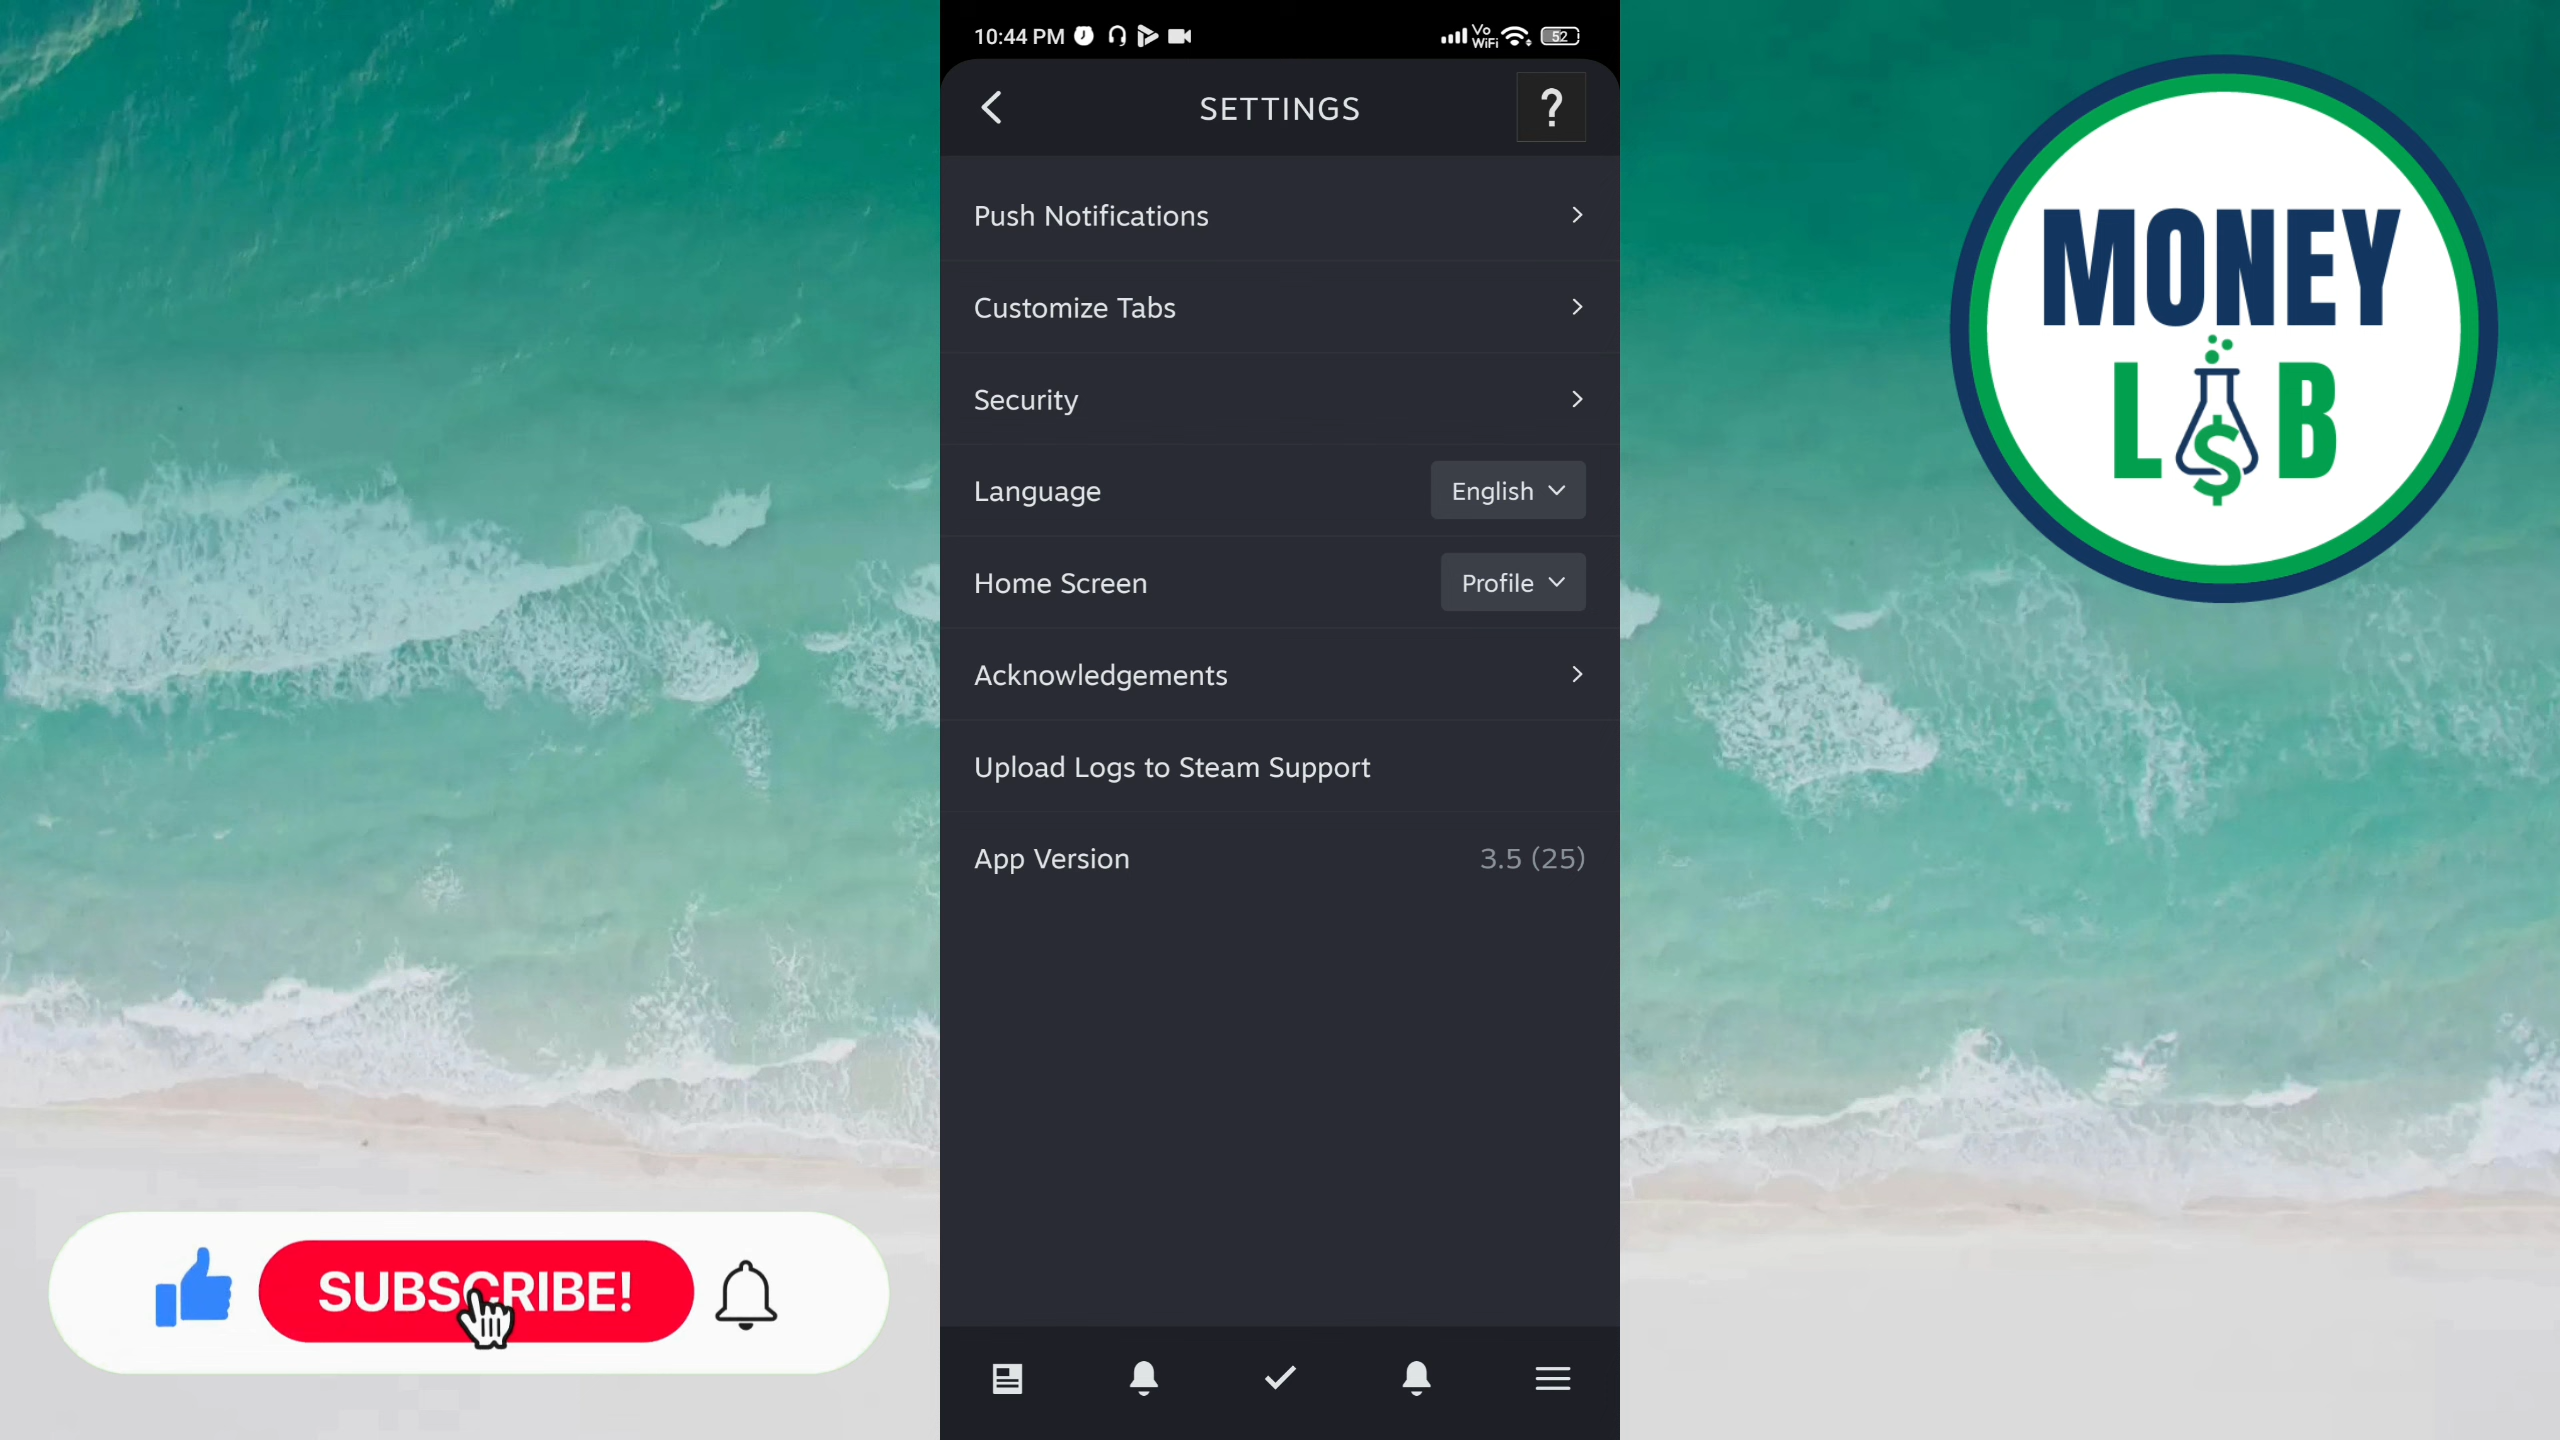 10:44 PM
Vo
WiFi
52
SETTINGS
?
Push Notifications
Customize Tabs
Security
Language
English
Home Screen
Profile
Acknowledgements
Upload Logs to Steam Support
App Version
3.5 (25)
MONEY
L$B
SUBSCRIBE!